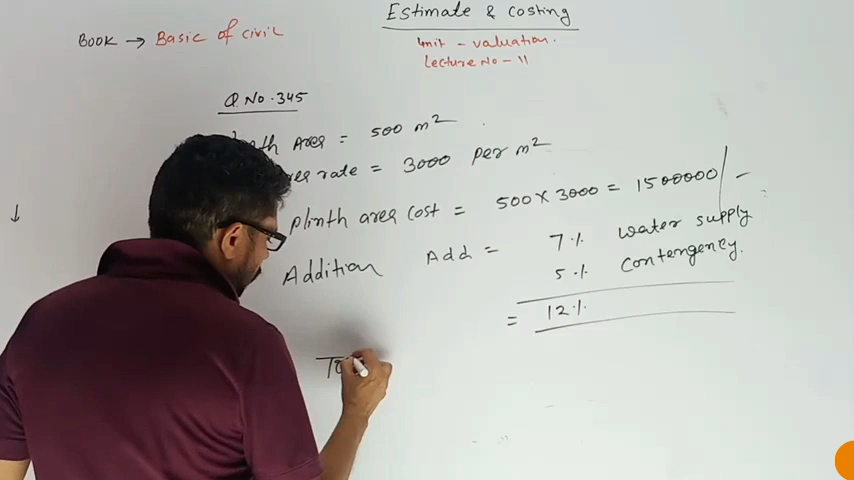 Estimate & Costing
BOOK → Basic of civil
Unit - valuation.
Lecture No - 11
Q.No.345
Area = 500 m²
rate = 3000 per m²
Plinth area cost = 500 x 3000 = 1500000/-
Addition Add = 7% water supply
5% Contengency.
= 12%